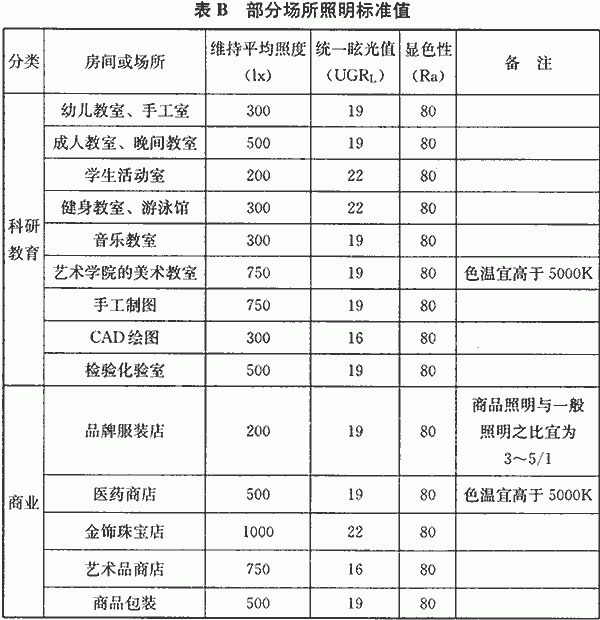 表 B 部分场所照明标准值
分类 房间或场所 维持平均照度（lx） 统一眩光值（UGRL） 显色性（Ra） 备 注
科研教育
幼儿教室、手工室 300 19 80
成人教室、晚间教室 500 19 80
学生活动室 200 22 80
健身教室、游泳馆 300 22 80
音乐教室 300 19 80
艺术学院的美术教室 750 19 80 色温宜高于 5000K
手工制图 750 19 80
CAD 绘图 300 16 80
检验化验室 500 19 80
商业
品牌服装店 200 19 80 商品照明与一般照明之比宜为3～5/1
医药商店 500 19 80 色温宜高于 5000K
金饰珠宝店 1000 22 80
艺术品商店 750 16 80
商品包装 500 19 80